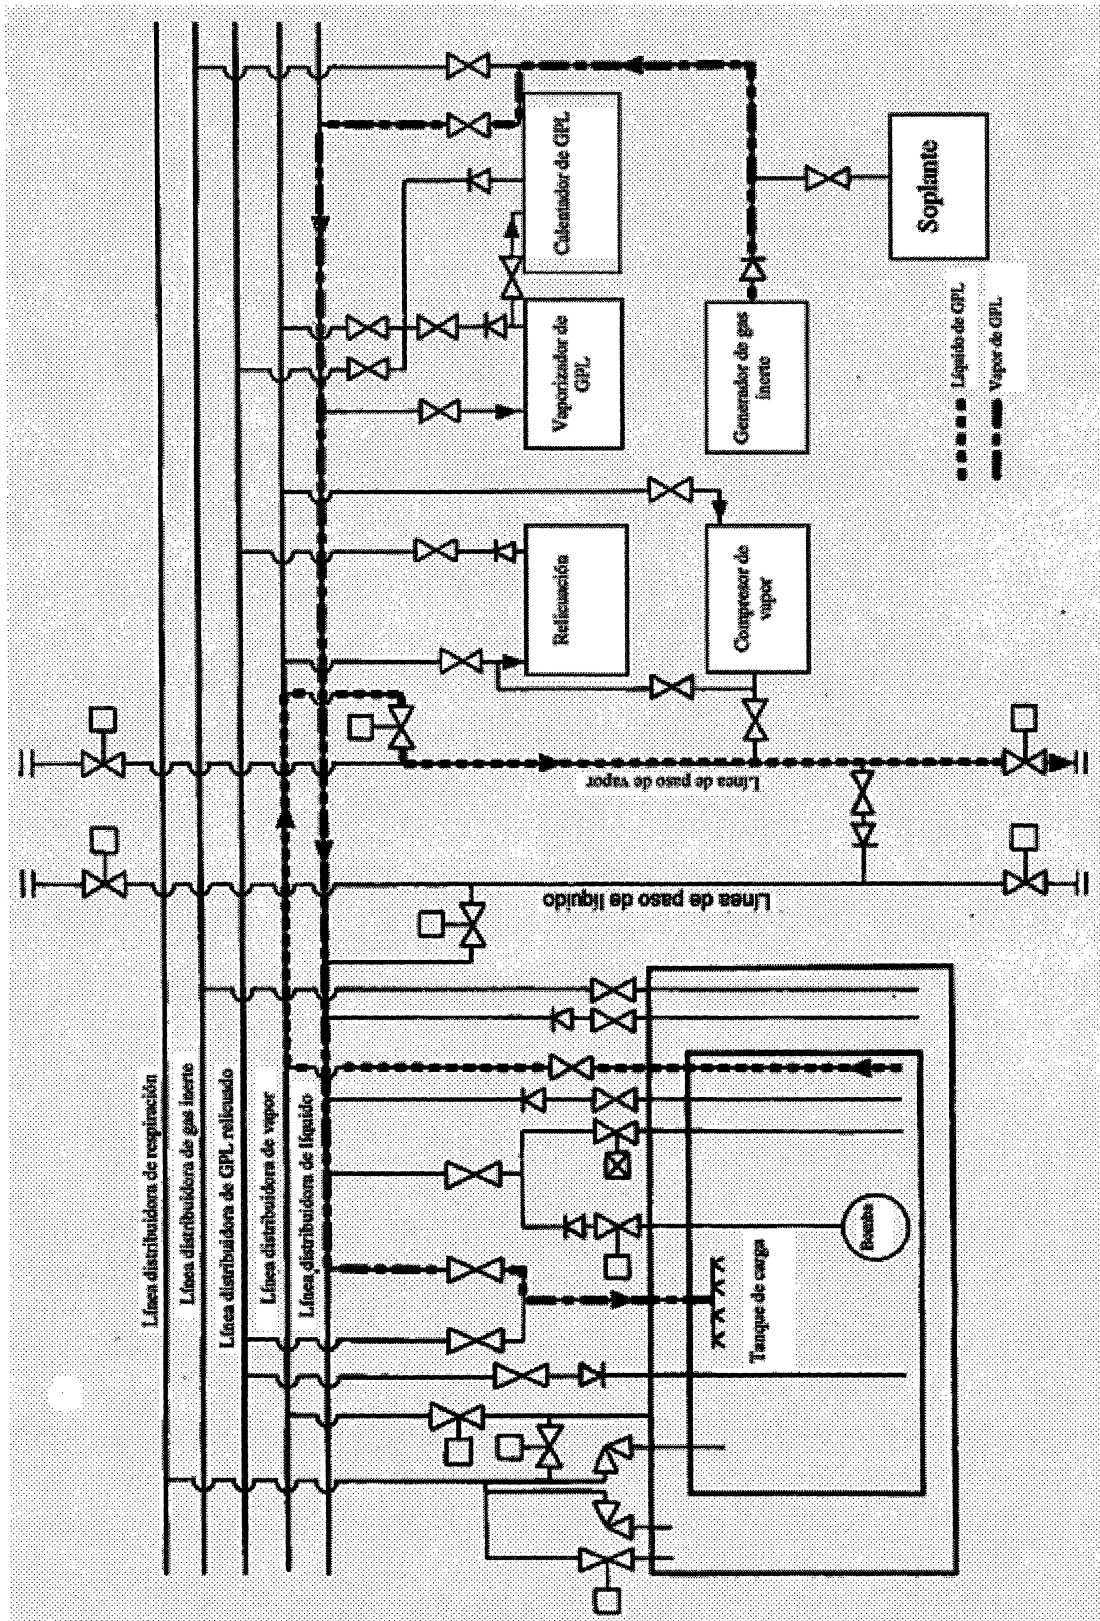 Línea distribuidora de respiración
Línea distribuidora de gas inerte
Línea distribuidora de GPL relicuado
Línea distribuidora de vapor
Línea distribuidora de líquido
Tanque de carga
Bomba
Línea de paso de líquido
Línea de paso de vapor
Relicuación
Compresor de
vapor
Vaporizador de
GPL
Calentador de GPL
Generador de gas
inerte
Soplante
Líquido de GPL
Vapor de GPL